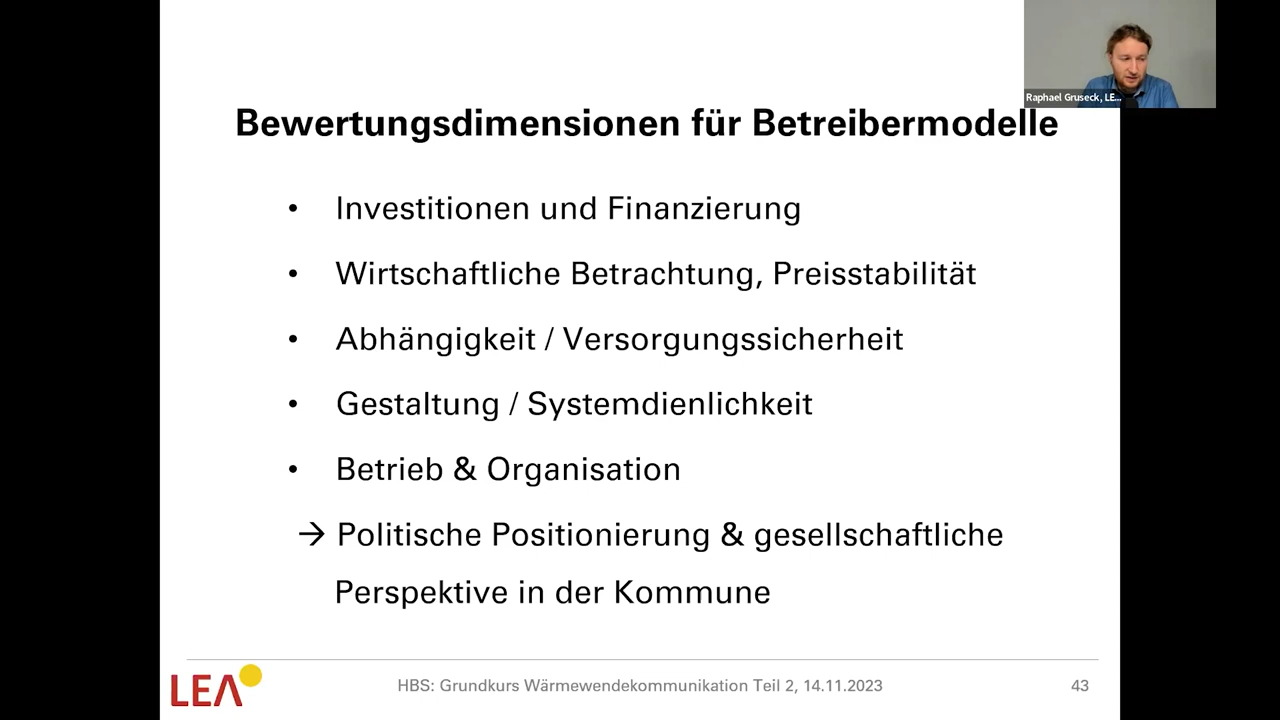 Raphael Gruseck, LE...
Bewertungsdimensionen für Betreibermodelle
• Investitionen und Finanzierung
• Wirtschaftliche Betrachtung, Preisstabilität
• Abhängigkeit / Versorgungssicherheit
• Gestaltung / Systemdienlichkeit
• Betrieb & Organisation
→ Politische Positionierung & gesellschaftliche
Perspektive in der Kommune
LEA
HBS: Grundkurs Wärmewendekommunikation Teil 2, 14.11.2023
43